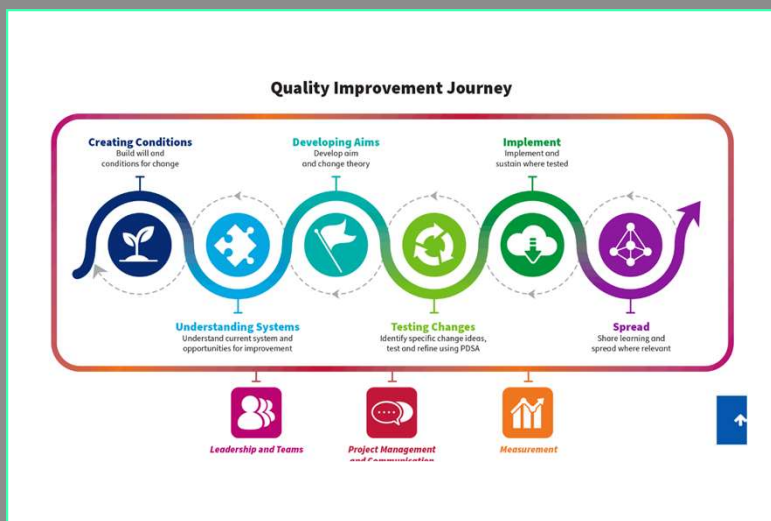 Quality Improvement Journey
Creating Conditions
Build will and
conditions for change
Developing Aims
Develop aim
and change theory
Implement
Implement and
sustain where tested
Understanding Systems
Understand current system and
opportunities for improvement
Testing Changes
Identify specific change ideas,
test and refine using PDSA
Spread
Share learning and
spread where relevant
Leadership and Teams
Project Management
and Communication
Measurement